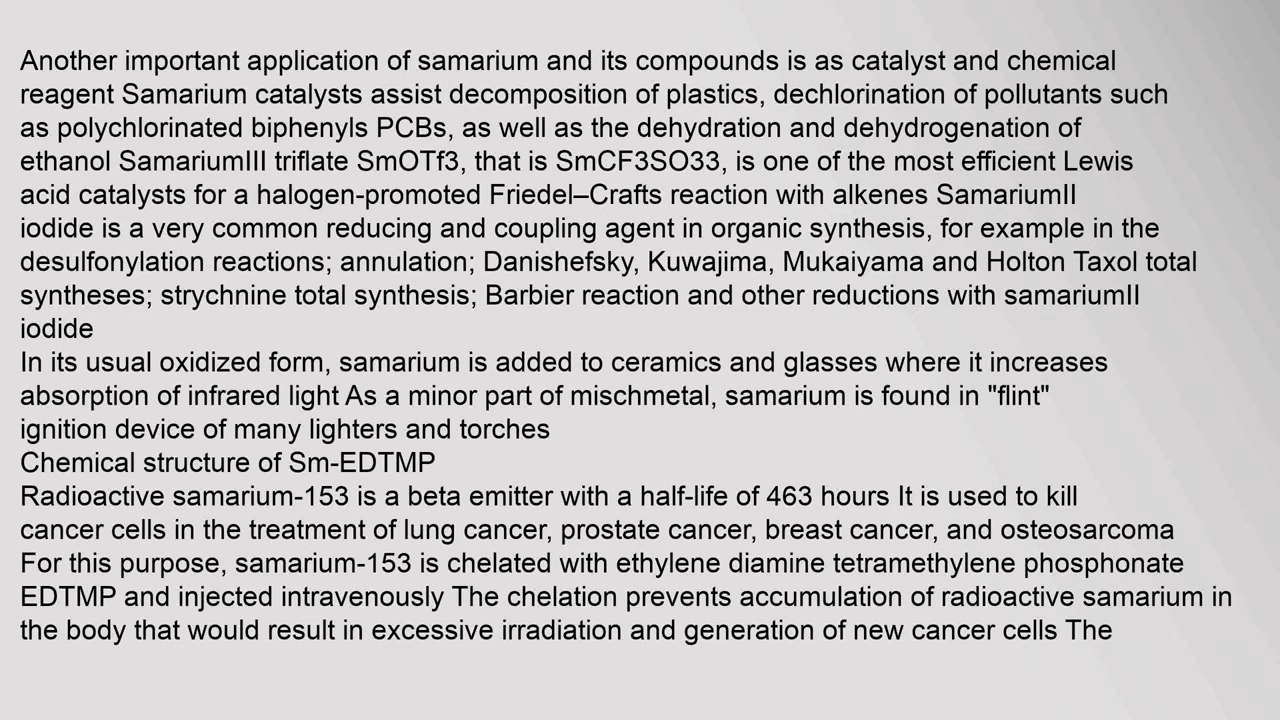 Another important application of samarium and its compounds is as catalyst and chemical
reagent Samarium catalysts assist decomposition of plastics, dechlorination of pollutants such
as polychlorinated biphenyls PCBs, as well as the dehydration and dehydrogenation of
ethanol SamariumIII triflate SmOTf3, that is SmCF3SO33, is one of the most efficient Lewis
acid catalysts for a halogen-promoted Friedel–Crafts reaction with alkenes SamariumII
iodide is a very common reducing and coupling agent in organic synthesis, for example in the
desulfonylation reactions; annulation; Danishefsky, Kuwajima, Mukaiyama and Holton Taxol total
syntheses; strychnine total synthesis; Barbier reaction and other reductions with samariumII
iodide
In its usual oxidized form, samarium is added to ceramics and glasses where it increases
absorption of infrared light As a minor part of mischmetal, samarium is found in "flint"
ignition device of many lighters and torches
Chemical structure of Sm-EDTMP
Radioactive samarium-153 is a beta emitter with a half-life of 463 hours It is used to kill
cancer cells in the treatment of lung cancer, prostate cancer, breast cancer, and osteosarcoma
For this purpose, samarium-153 is chelated with ethylene diamine tetramethylene phosphonate
EDTMP and injected intravenously The chelation prevents accumulation of radioactive samarium in
the body that would result in excessive irradiation and generation of new cancer cells The